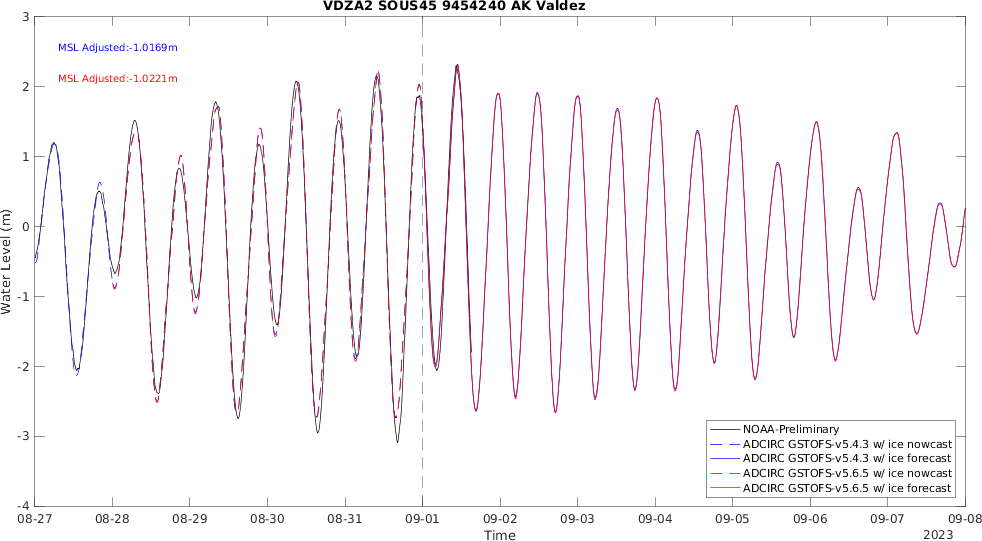 VDZA2 SOUS45 9454240 AK Valdez
MSL Adjusted:-1.0169m
MSL Adjusted:-1.0221m
3
2
1
0
-1
-2
-3
-4
Water Level (m)
NOAA-Preliminary
ADCIRC GSTOFS-v5.4.3 w/ ice nowcast
ADCIRC GSTOFS-v5.4.3 w/ ice forecast
ADCIRC GSTOFS-v5.6.5 w/ ice nowcast
ADCIRC GSTOFS-v5.6.5 w/ ice forecast
08-27 08-28 08-29 08-30 08-31 09-01 09-02 09-03 09-04 09-05 09-06 09-07 09-08
Time
2023